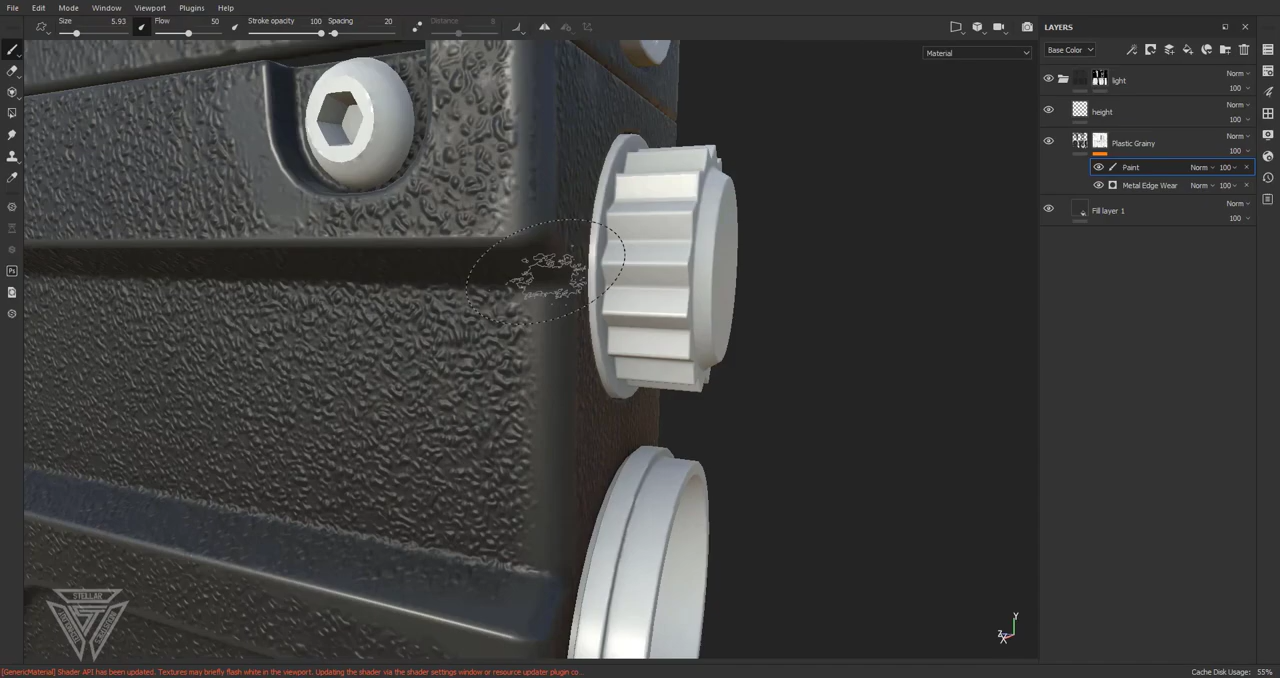 File Edit Mode Window Viewport Plugins Help
Size 5.93 Flow 50 Stroke opacity 100 Spacing 20 Distance 8
Material
LAYERS
Base Color
light Norm 100
height Norm 100
Plastic Grainy Norm 100
Paint Norm 100
Metal Edge Wear Norm 100
Fill layer 1 Norm 100
Ps
STELLAR
Y
Z
X
[GenericMaterial] Shader API has been updated. Textures may briefly flash white in the viewport. Updating the shader via the shader settings window or resource updater plugin co ..
Cache Disk Usage: 55%